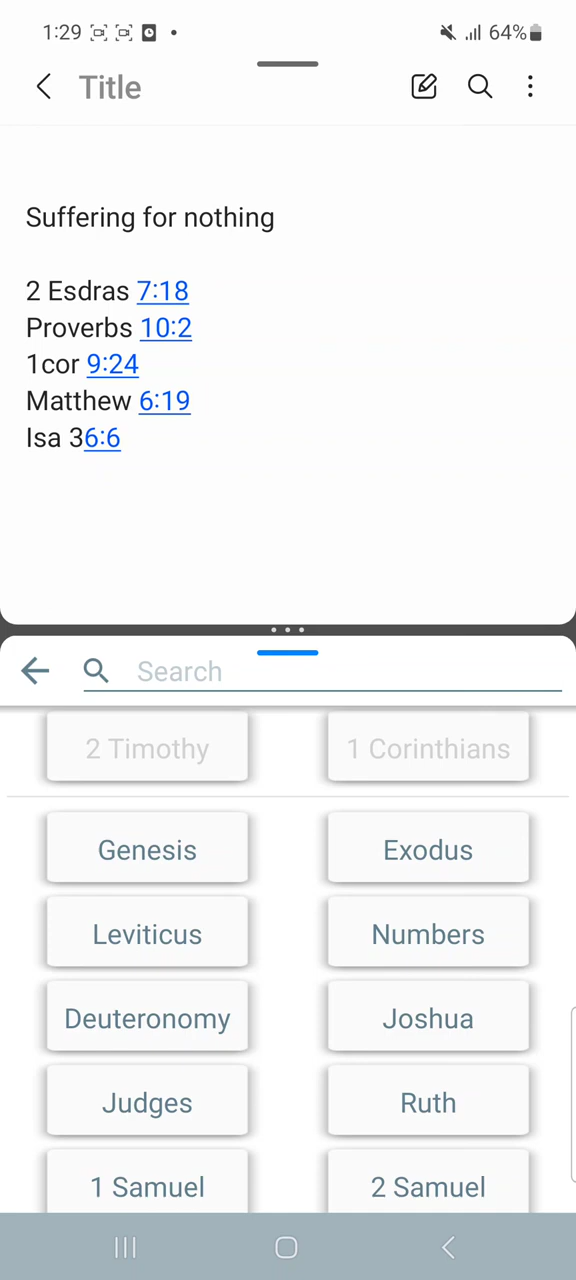 1:29
64%
Title
Suffering for nothing
2 Esdras 7:18
Proverbs 10:2
1cor 9:24
Matthew 6:19
Isa 36:6
Search
2 Timothy 1 Corinthians
Genesis Exodus
Leviticus Numbers
Deuteronomy Joshua
Judges Ruth
1 Samuel 2 Samuel